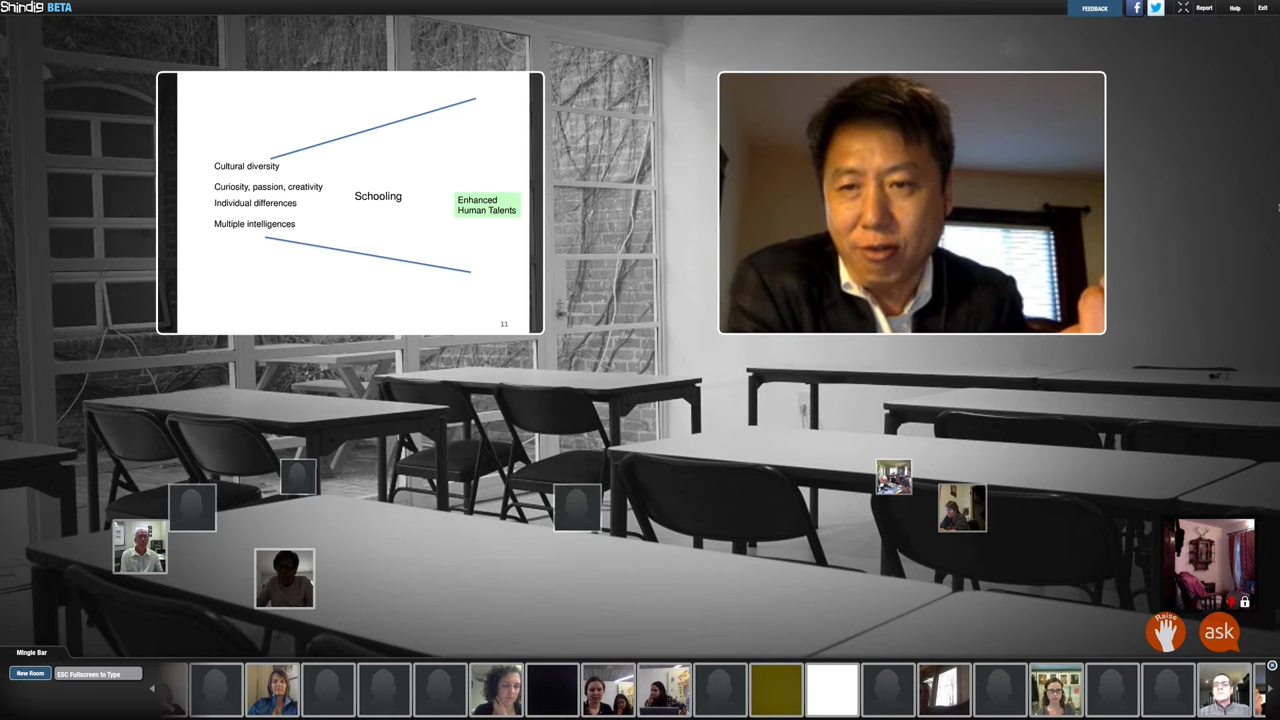 Shindig BETA
FEEDBACK
f
Report
Help
Exit
Cultural diversity
Curiosity, passion, creativity
Individual differences
Multiple intelligences
Schooling
Enhanced
Human Talents
11
Raise
ask
Mingle Bar
New Room
ESC Fullscreen to Type